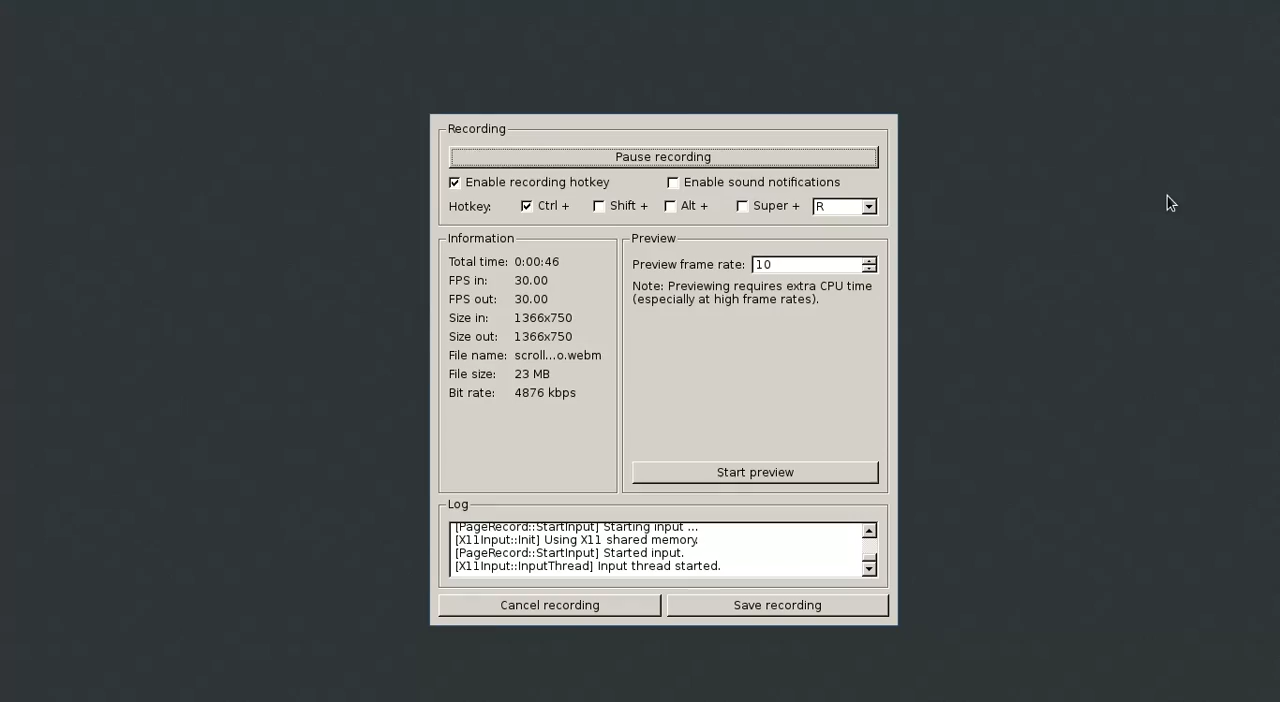 Recording
Pause recording
Enable recording hotkey Enable sound notifications
Hotkey: Ctrl + Shift + Alt + Super + R
Information
Total time: 0:00:46
FPS in: 30.00
FPS out: 30.00
Size in: 1366x750
Size out: 1366x750
File name: scroll...o.webm
File size: 23 MB
Bit rate: 4876 kbps
Preview
Preview frame rate: 10
Note: Previewing requires extra CPU time
(especially at high frame rates).
Start preview
Log
[PageRecord::StartInput] Starting input ...
[X11Input::Init] Using X11 shared memory.
[PageRecord::StartInput] Started input.
[X11Input::InputThread] Input thread started.
Cancel recording Save recording